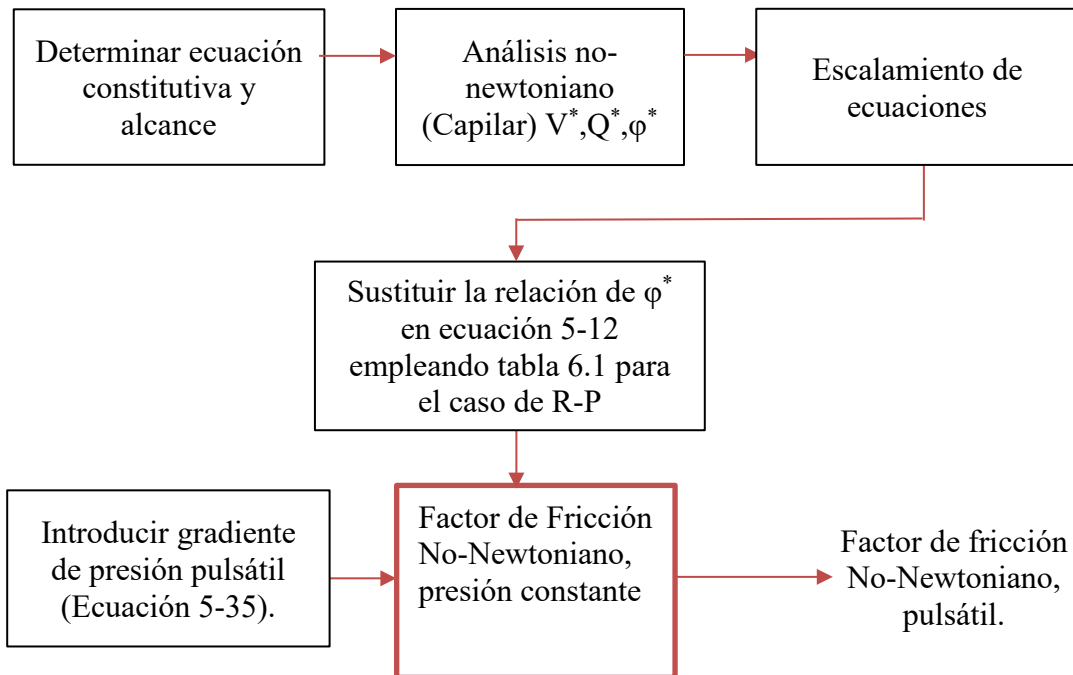 Determinar ecuación
constitutiva y
alcance
Análisis no-
newtoniano
(Capilar) V*,Q*,φ*
Escalamiento de
ecuaciones
Sustituir la relación de φ*
en ecuación 5-12
empleando tabla 6.1 para
el caso de R-P
Introducir gradiente
de presión pulsátil
(Ecuación 5-35).
Factor de Fricción
No-Newtoniano,
presión constante
Factor de fricción
No-Newtoniano,
pulsátil.